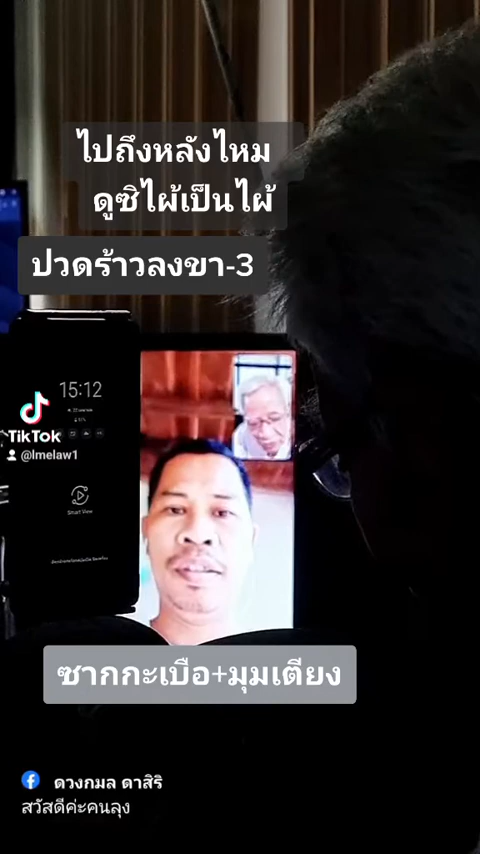 ไปถึงหลังไหม
ดูซิไผ้เป็นไผ้
ปวดร้าวลงขา-3
15:12
TikTok
@lmelaw1
Smart View
ซากกะเบือ+มุมเตียง
ดวงกมล ดาสิริ
สวัสดีค่ะคนลุง